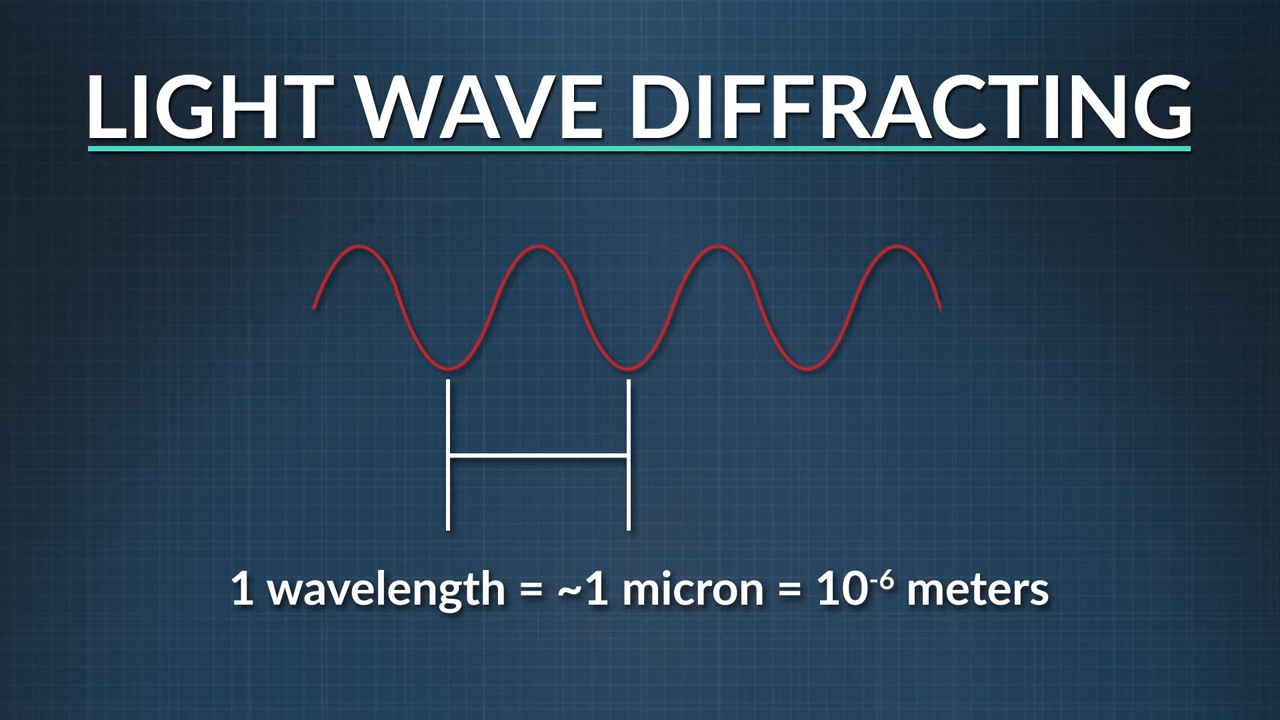 LIGHT WAVE DIFFRACTING
1 wavelength = ~1 micron = 10⁻⁶ meters